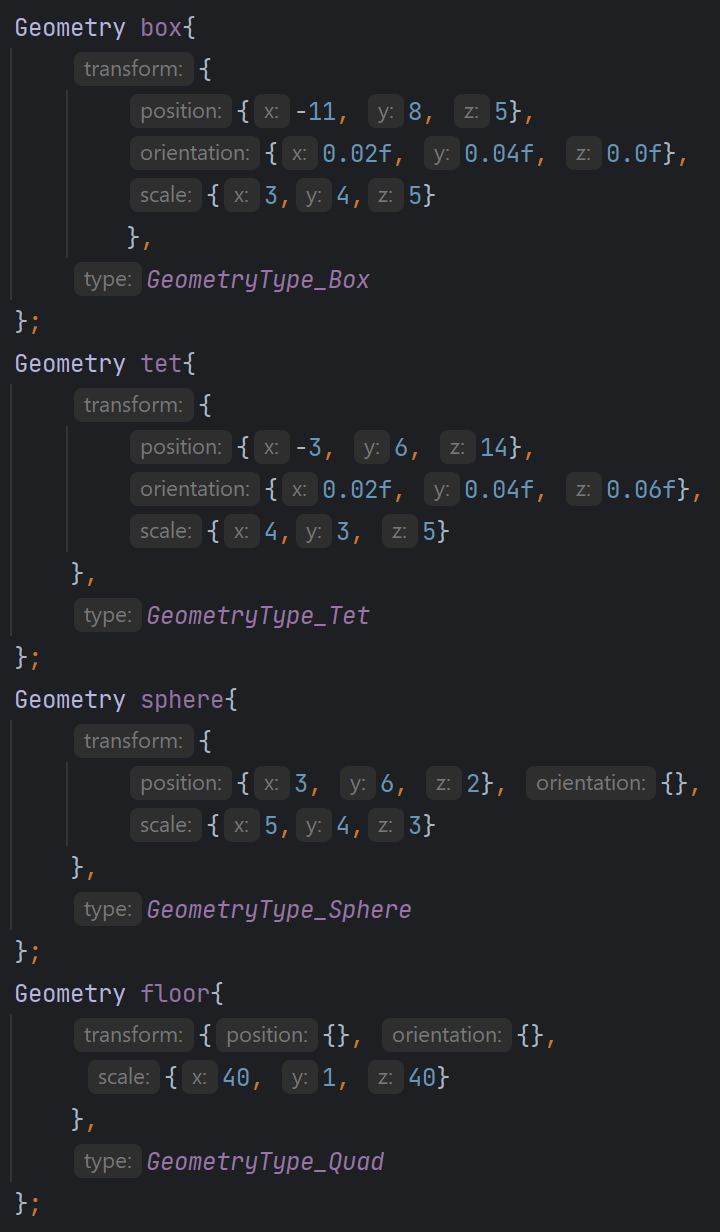 Geometry box{
transform: {
position: { x: -11, y: 8, z: 5},
orientation: { x: 0.02f, y: 0.04f, z: 0.0f},
scale: { x: 3, y: 4, z: 5}
},
type: GeometryType_Box
};
Geometry tet{
transform: {
position: { x: -3, y: 6, z: 14},
orientation: { x: 0.02f, y: 0.04f, z: 0.06f},
scale: { x: 4, y: 3, z: 5}
},
type: GeometryType_Tet
};
Geometry sphere{
transform: {
position: { x: 3, y: 6, z: 2}, orientation: {},
scale: { x: 5, y: 4, z: 3}
},
type: GeometryType_Sphere
};
Geometry floor{
transform: { position: {}, orientation: {},
scale: { x: 40, y: 1, z: 40}
},
type: GeometryType_Quad
};